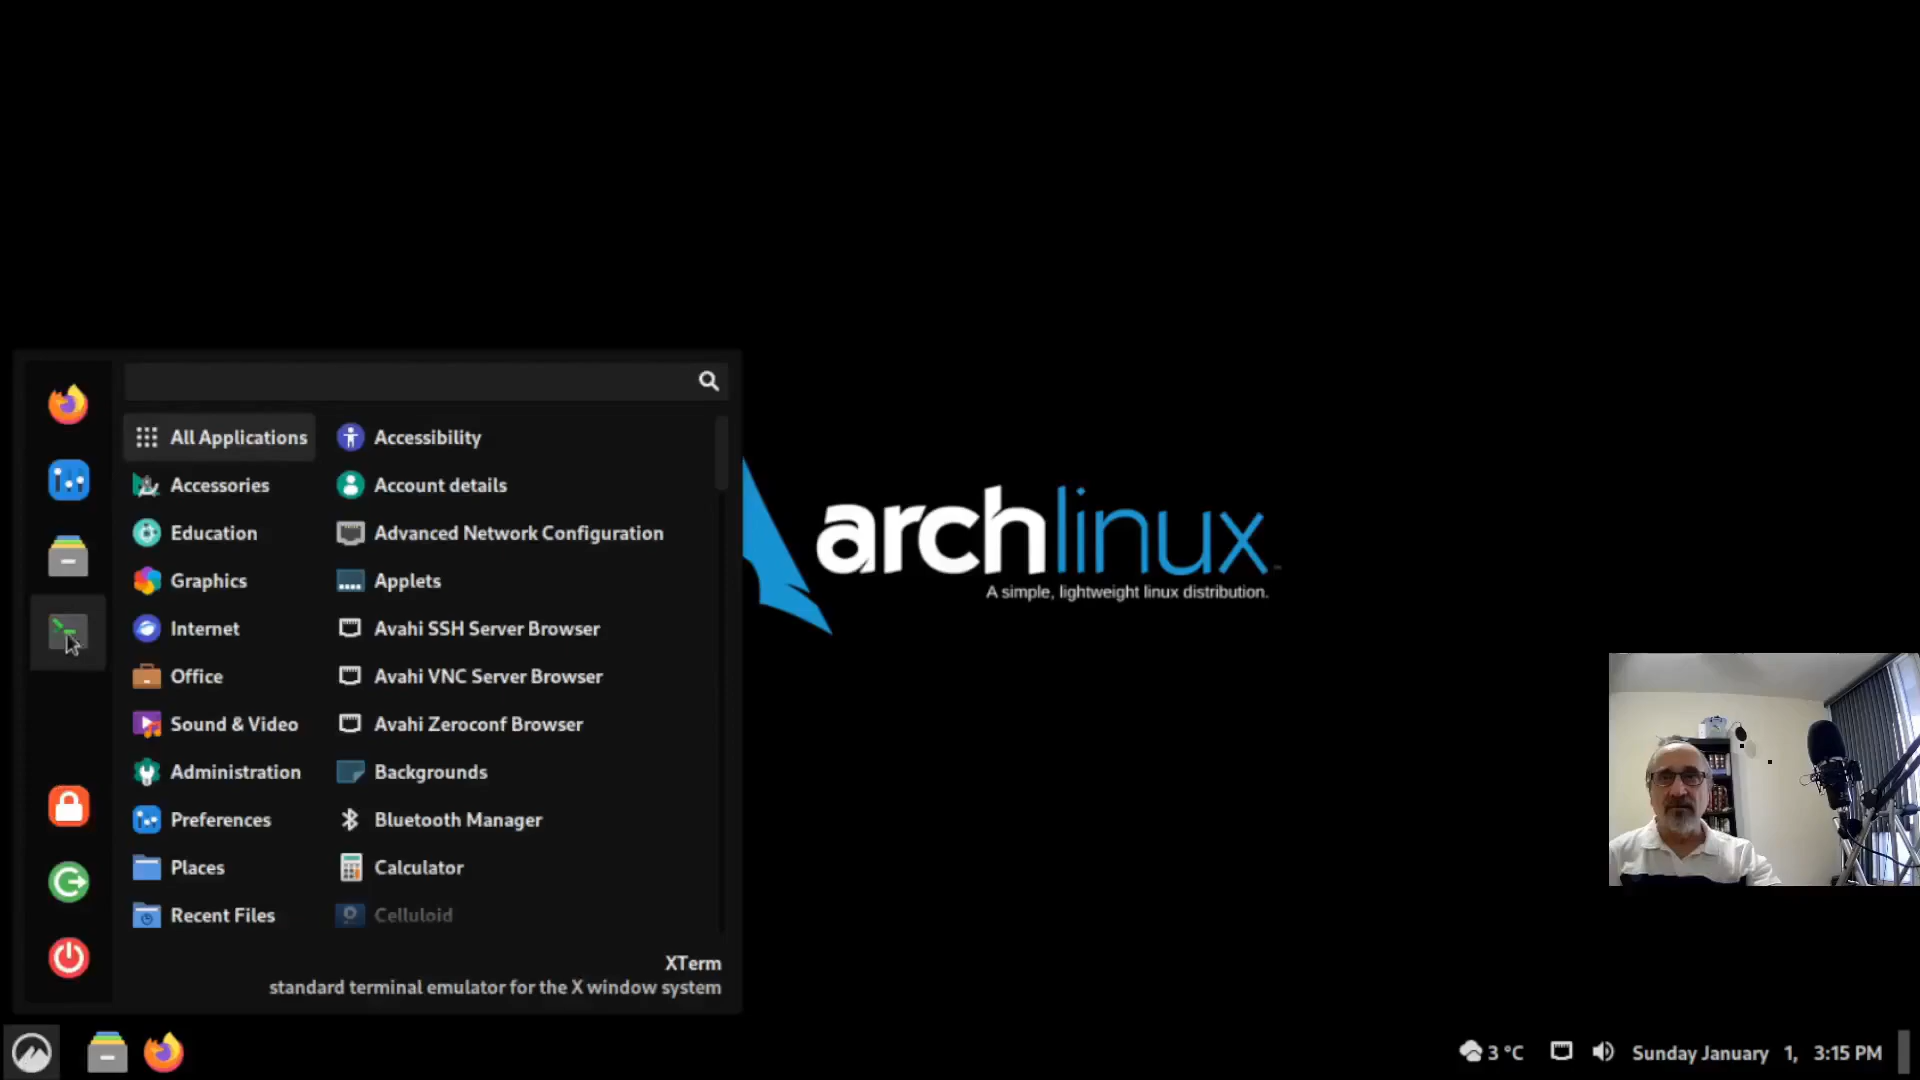 All Applications
Accessories
Education
Graphics
Internet
Office
Sound & Video
Administration
Preferences
Places
Recent Files
Accessibility
Account details
Advanced Network Configuration
Applets
Avahi SSH Server Browser
Avahi VNC Server Browser
Avahi Zeroconf Browser
Backgrounds
Bluetooth Manager
Calculator
Celluloid
XTerm
standard terminal emulator for the X window system
archlinux
A simple, lightweight linux distribution.
3 °C
Sunday January 1, 3:15 PM